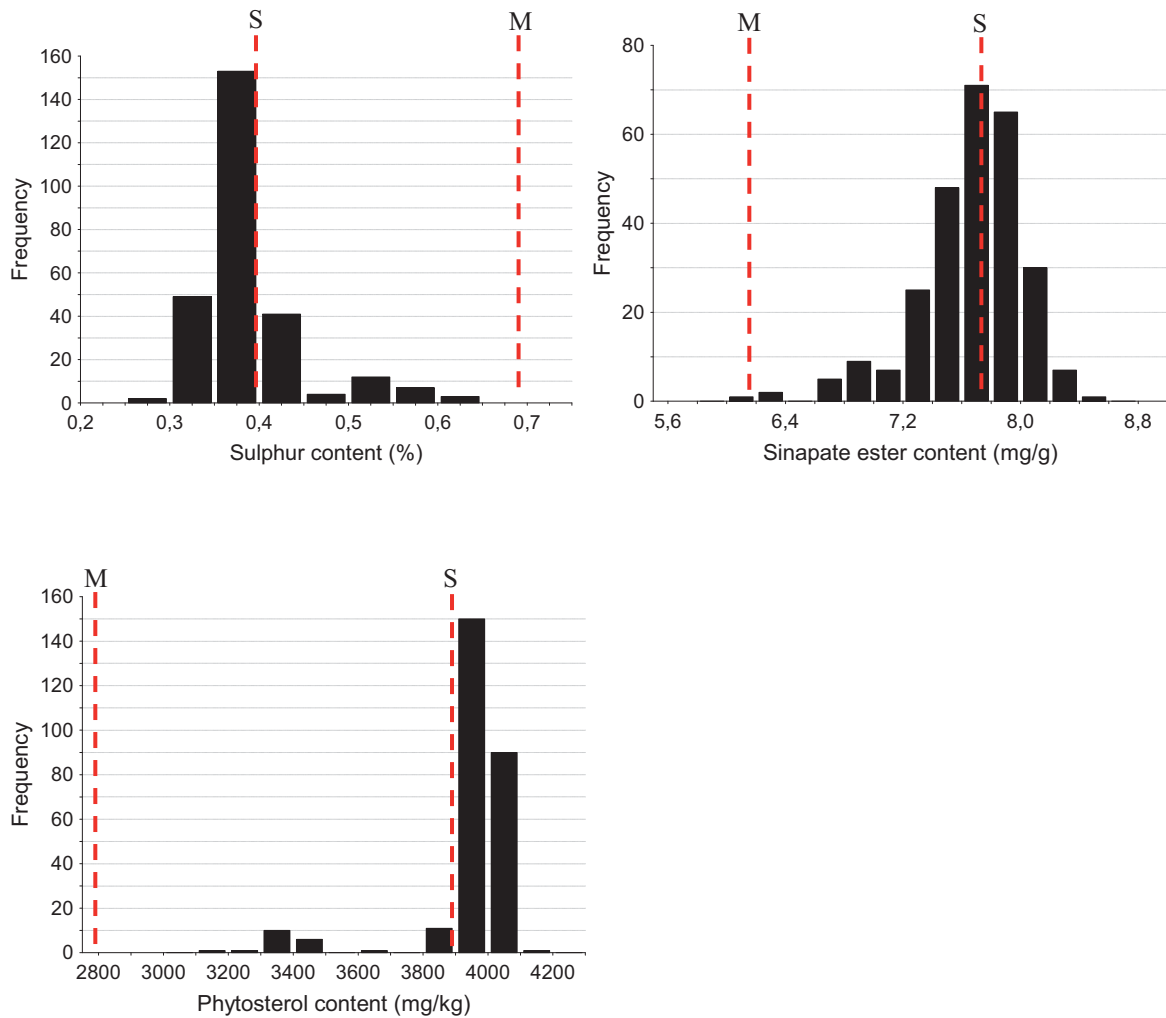 S M
160
140
120
100
80
60
40
20
0
Frequency
0,2 0,3 0,4 0,5 0,6 0,7
Sulphur content (%)
M S
80
60
40
20
0
Frequency
5,6 6,4 7,2 8,0 8,8
Sinapate ester content (mg/g)
M S
160
140
120
100
80
60
40
20
0
Frequency
2800 3000 3200 3400 3600 3800 4000 4200
Phytosterol content (mg/kg)